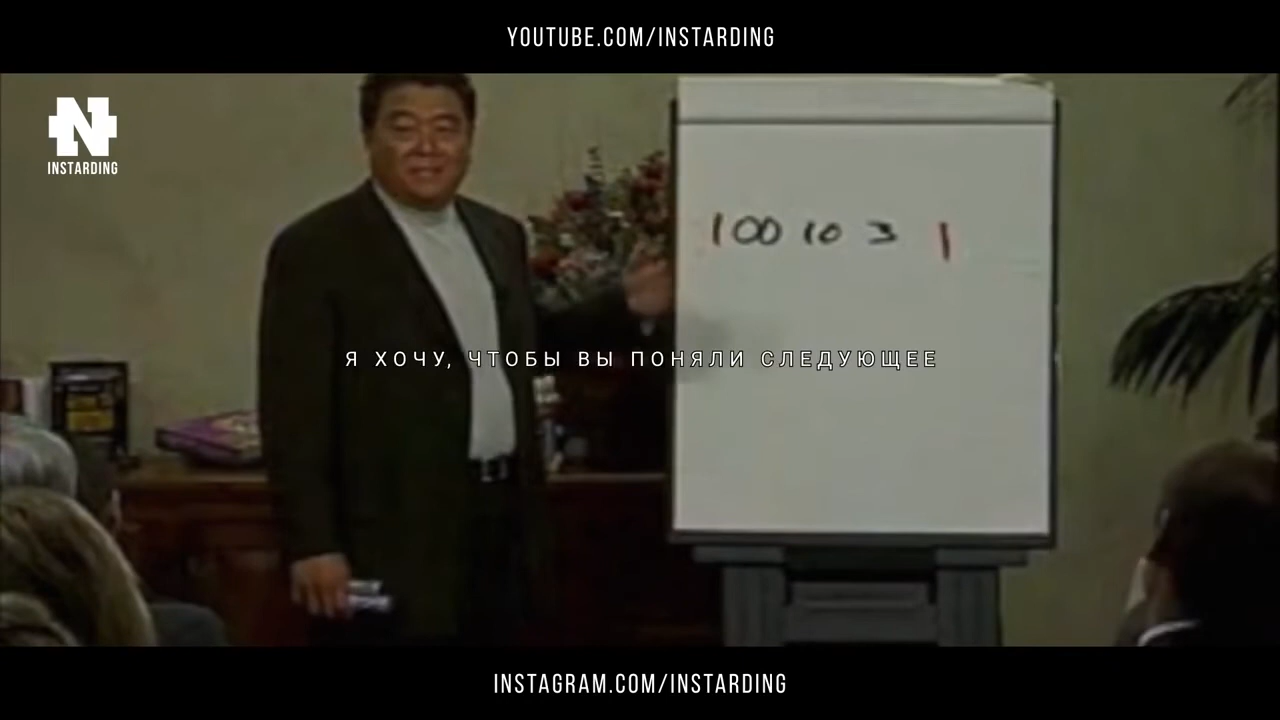 YOUTUBE.COM/INSTARDING
N
INSTARDING
100 10 3 1
Я ХОЧУ, ЧТОБЫ ВЫ ПОНЯЛИ СЛЕДУЮЩЕЕ
INSTAGRAM.COM/INSTARDING